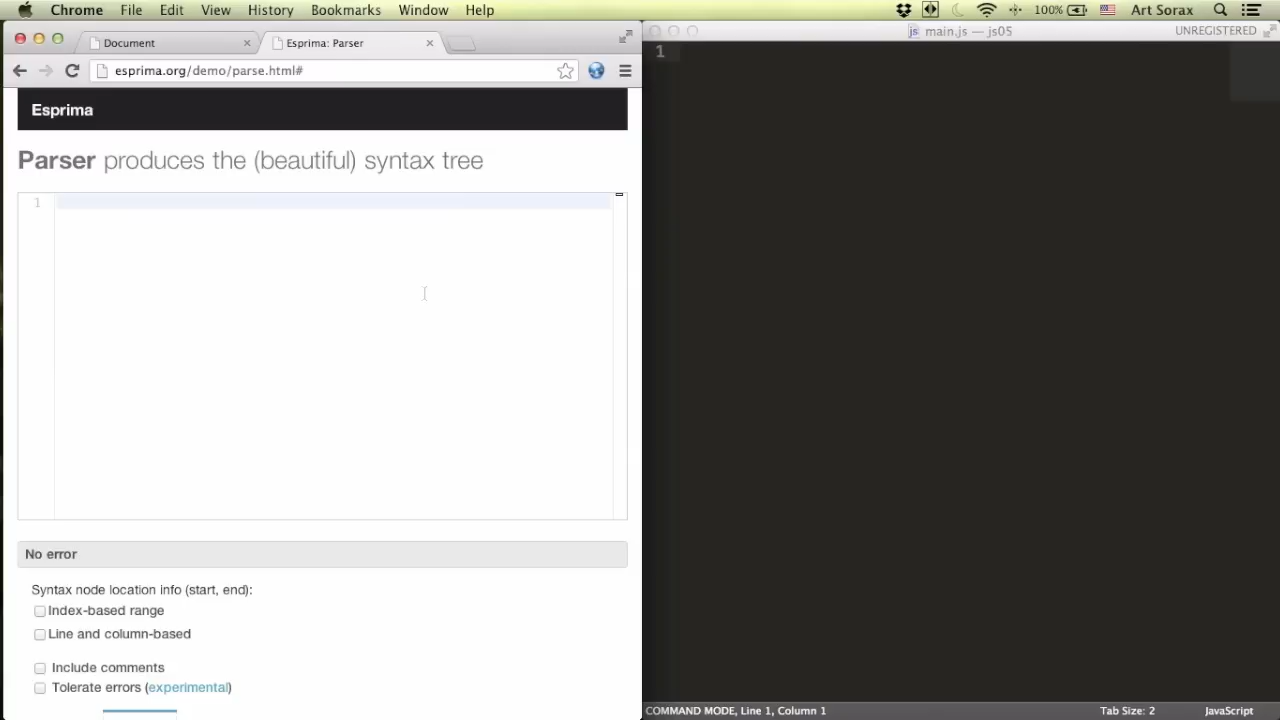 Chrome File Edit View History Bookmarks Window Help 100% Art Sorax
Document
Esprima: Parser
esprima.org/demo/parse.html#
Esprima
Parser produces the (beautiful) syntax tree
1
No error
Syntax node location info (start, end):
Index-based range
Line and column-based
Include comments
Tolerate errors (experimental)
main.js — js05
UNREGISTERED
1
COMMAND MODE, Line 1, Column 1
Tab Size: 2
JavaScript